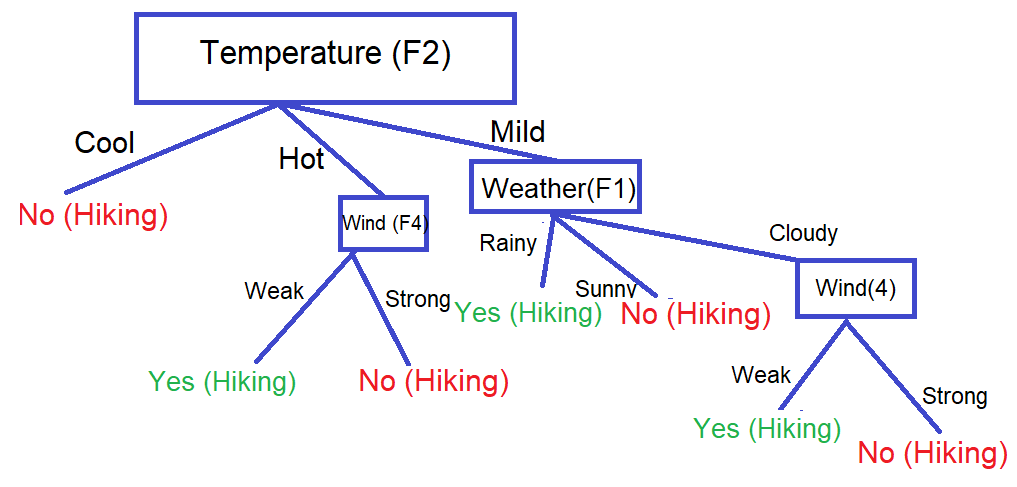 Temperature (F2)
Cool
Hot
Mild
No (Hiking)
Wind (F4)
Weather(F1)
Rainy
Sunny
Cloudy
Weak
Strong
Yes (Hiking)
No (Hiking)
Wind(4)
Yes (Hiking)
No (Hiking)
Weak
Strong
Yes (Hiking)
No (Hiking)